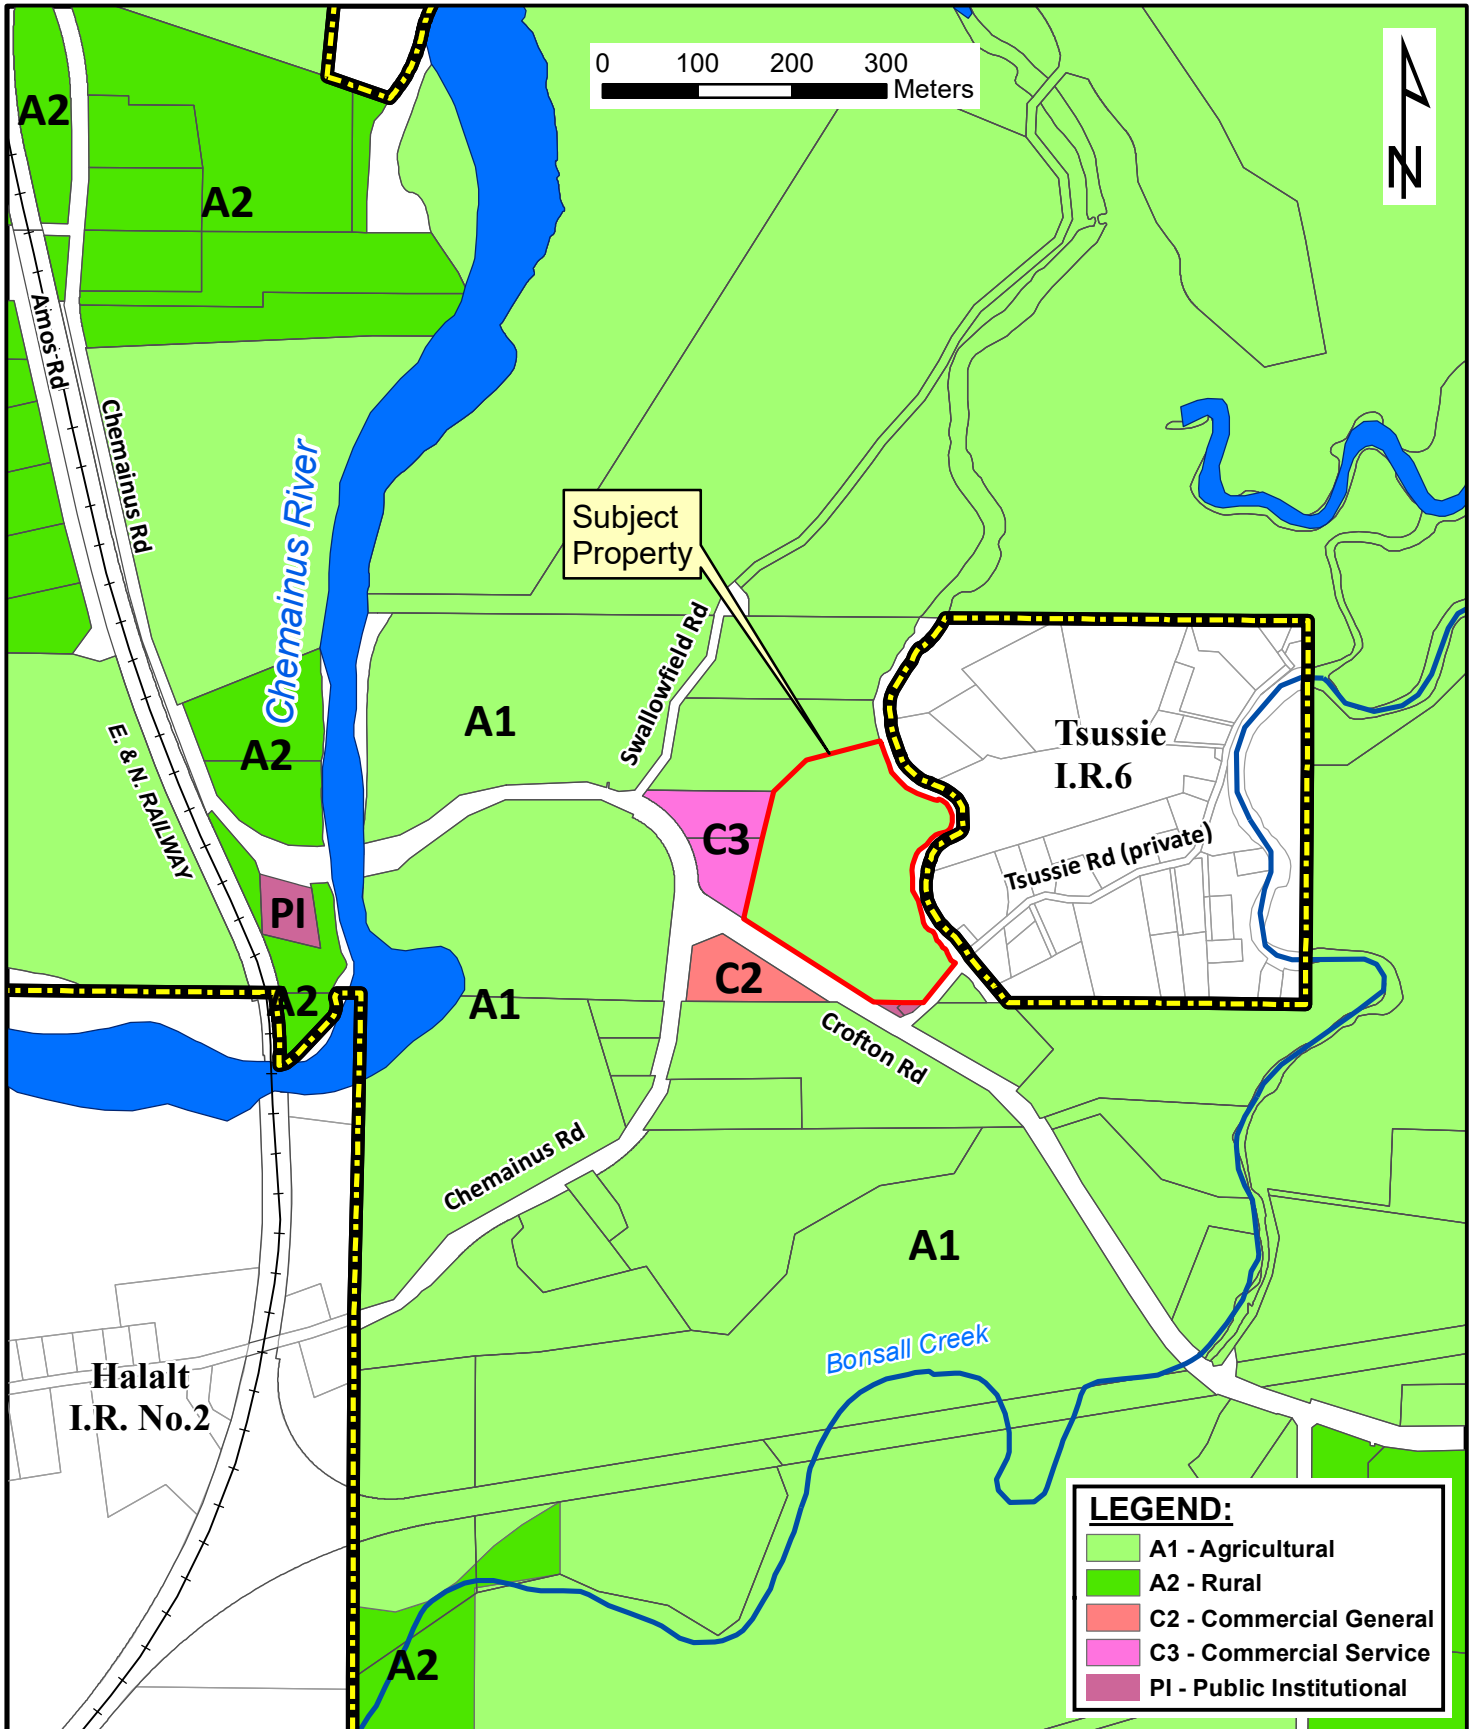 0 100 200 300
Meters
N
A2
A2
Aimos Rd
Chemainus Rd
Chemainus River
Subject
Property
Swallowfield Rd
A1
A2
E. & N. RAILWAY
Tsussie
I.R.6
C3
Tsussie Rd (private)
PI
C2
A2
A1
Crofton Rd
Chemainus Rd
A1
Bonsall Creek
Halalt
I.R. No.2
A2
LEGEND:
A1 - Agricultural
A2 - Rural
C2 - Commercial General
C3 - Commercial Service
PI - Public Institutional